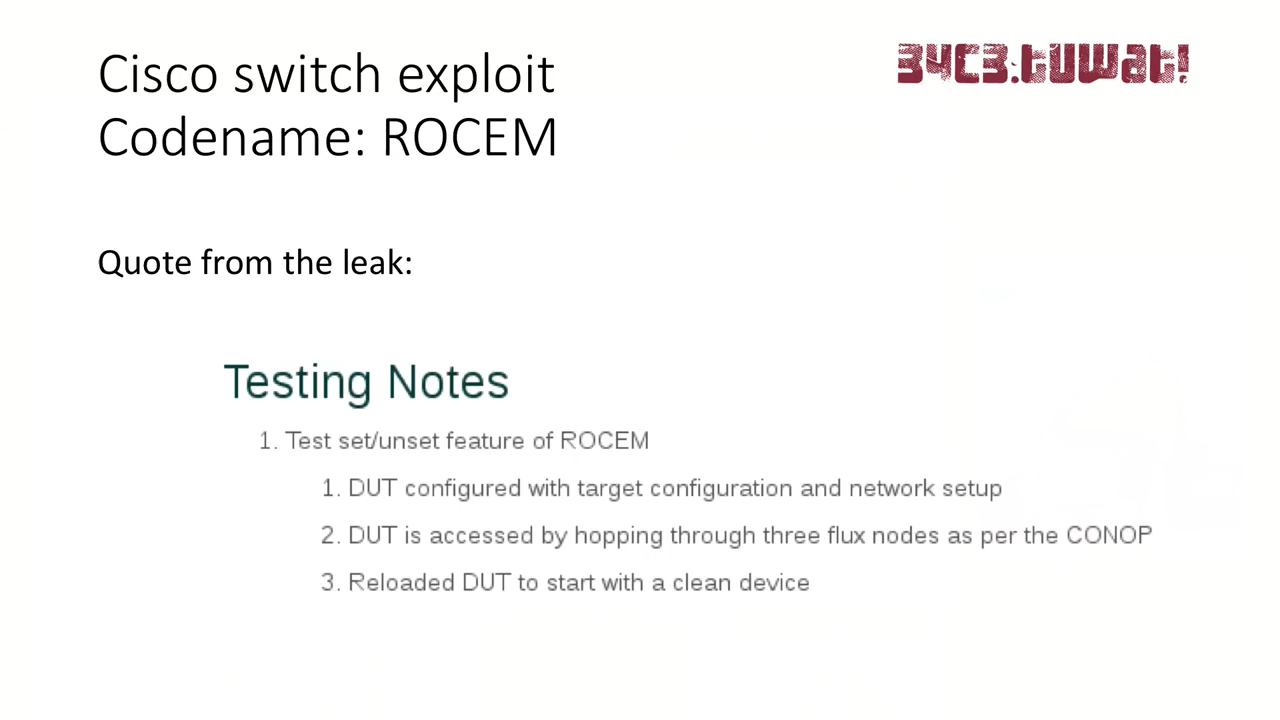 Cisco switch exploit
Codename: ROCEM
34C3.tuwat!
Quote from the leak:
Testing Notes
1. Test set/unset feature of ROCEM
1. DUT configured with target configuration and network setup
2. DUT is accessed by hopping through three flux nodes as per the CONOP
3. Reloaded DUT to start with a clean device